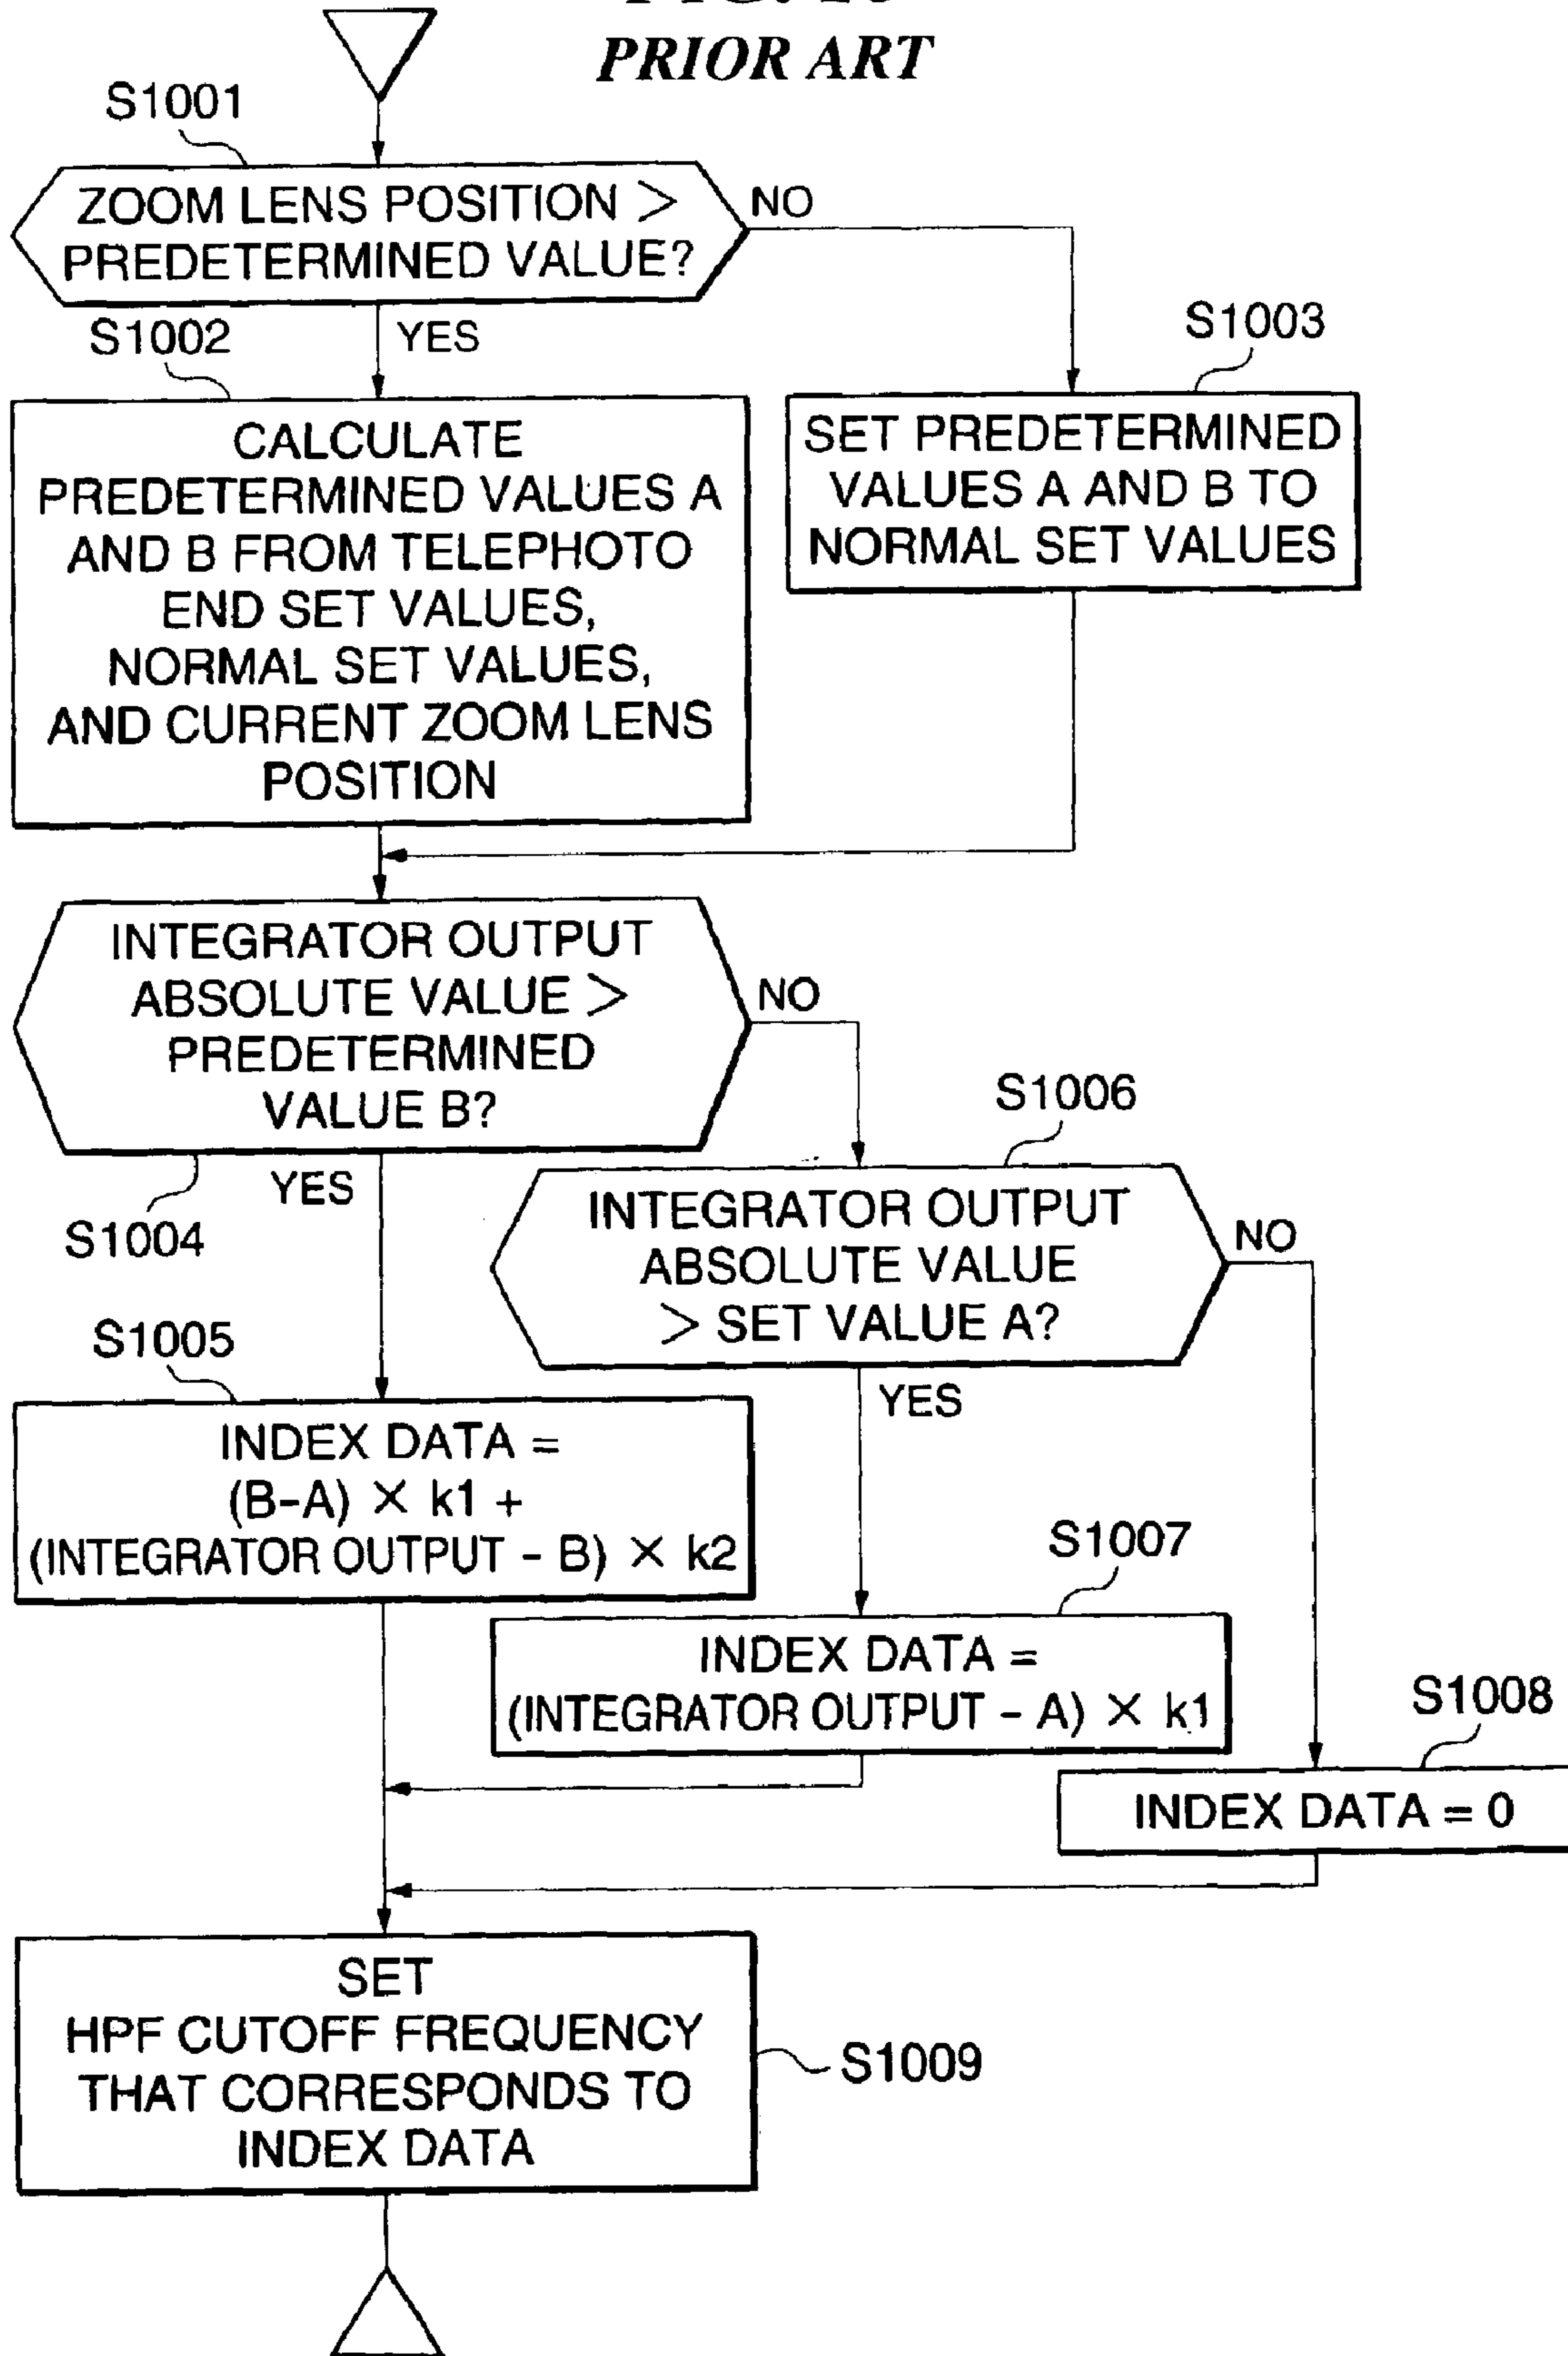 PRIOR ART
S1001
ZOOM LENS POSITION >
PREDETERMINED VALUE?
NO
S1002
YES
S1003
CALCULATE
PREDETERMINED VALUES A
AND B FROM TELEPHOTO
END SET VALUES,
NORMAL SET VALUES,
AND CURRENT ZOOM LENS
POSITION
SET PREDETERMINED
VALUES A AND B TO
NORMAL SET VALUES
INTEGRATOR OUTPUT
ABSOLUTE VALUE >
PREDETERMINED
VALUE B?
NO
S1004
YES
S1006
INTEGRATOR OUTPUT
ABSOLUTE VALUE
> SET VALUE A?
NO
S1005
YES
INDEX DATA =
(B-A) × k1 +
(INTEGRATOR OUTPUT - B) × k2
S1007
INDEX DATA =
(INTEGRATOR OUTPUT - A) × k1
S1008
INDEX DATA = 0
SET
HPF CUTOFF FREQUENCY
THAT CORRESPONDS TO
INDEX DATA
S1009